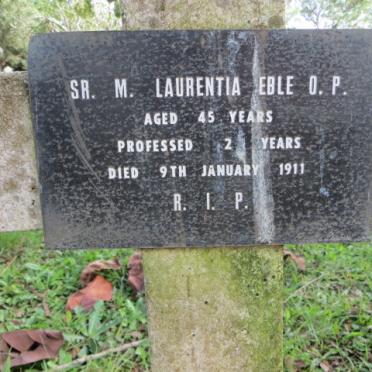 SR. M. LAURENTIA EBLE O. P.
AGED 45 YEARS
PROFESSED 2 YEARS
DIED 9TH JANUARY 1911
R. I. P.